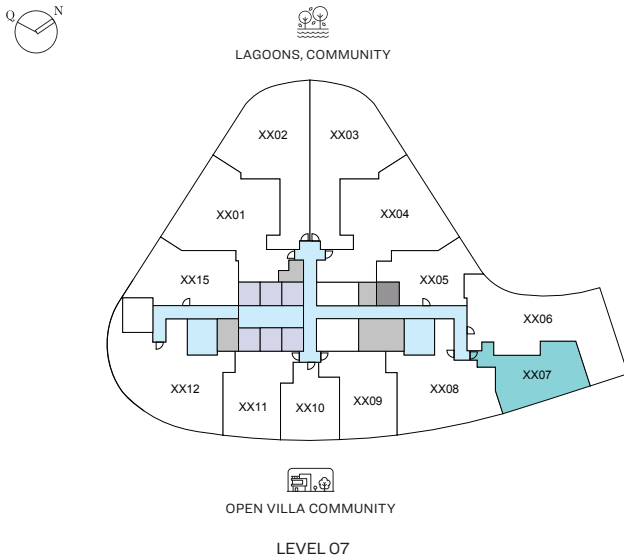 Q N
LAGOONS, COMMUNITY
XX02 XX03
XX01 XX04
XX15 XX05
XX06
XX07
XX12 XX08
XX11 XX10 XX09
OPEN VILLA COMMUNITY
LEVEL 07